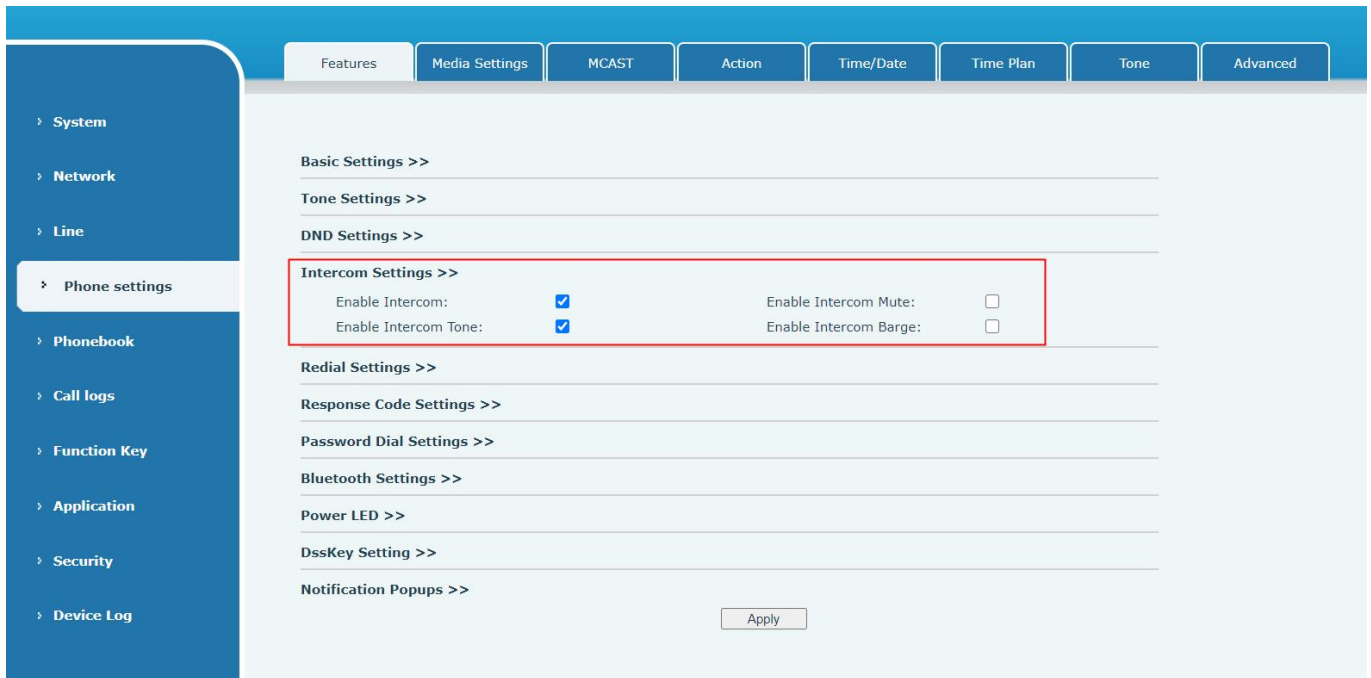 Features Media Settings MCAST Action Time/Date Time Plan Tone Advanced
System
Network
Line
Phone settings
Phonebook
Call logs
Function Key
Application
Security
Device Log
Basic Settings >>
Tone Settings >>
DND Settings >>
Intercom Settings >>
Enable Intercom: Enable Intercom Mute:
Enable Intercom Tone: Enable Intercom Barge:
Redial Settings >>
Response Code Settings >>
Password Dial Settings >>
Bluetooth Settings >>
Power LED >>
DssKey Setting >>
Notification Popups >>
Apply